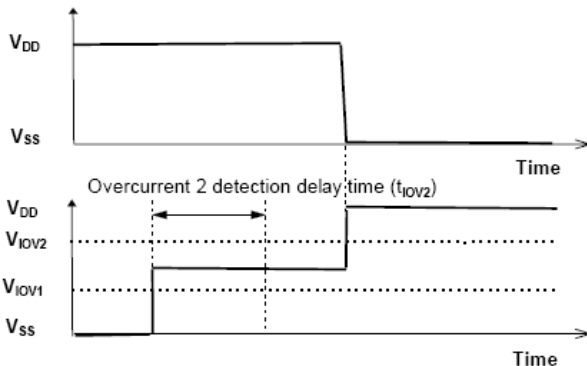 VDD
VSS
Time
Overcurrent 2 detection delay time (tIOV2)
VDD
VIOV2
VIOV1
VSS
Time